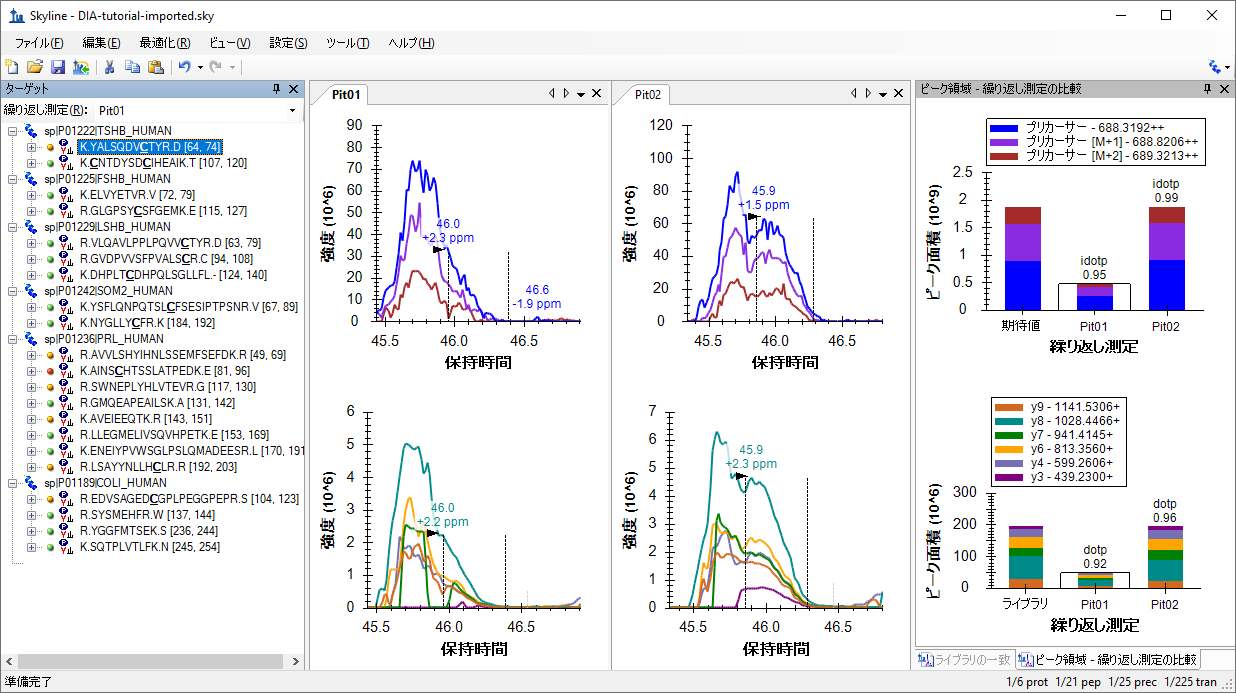 Skyline - DIA-tutorial-imported.sky
ファイル(F) 編集(E) 最適化(R) ビュー(V) 設定(S) ツール(T) ヘルプ(H)
ターゲット
繰り返し測定(R): Pit01
sp|P01222|TSHB_HUMAN
K.YALSQDVCTYR.D [64, 74]
K.CNTDYSDCIHEAIK.T [107, 120]
sp|P01225|FSHB_HUMAN
K.ELVYETVR.V [72, 79]
R.GLGPSYCSFGEMK.E [115, 127]
sp|P01229|LSHB_HUMAN
R.VLQAVLPPLPQVVCTYR.D [63, 79]
R.GVDPVVSFPVALSCR.C [94, 108]
K.DHPLTCDHPQLSGLLFL.- [124, 140]
sp|P01242|SOM2_HUMAN
K.YSFLQNPQTSLCFSESIPTPSNR.V [67, 89]
K.NYGLLYCFR.K [184, 192]
sp|P01236|PRL_HUMAN
R.AVVLSHYIHNLSSEMFSEFDK.R [49, 69]
K.AINSCHTSSLATPEDK.E [81, 96]
R.SWNEPLYHLVTEVR.G [117, 130]
R.GMQEAPEAILSK.A [131, 142]
K.AVEIEEQTK.R [143, 151]
R.LLEGMELIVSQVHPETK.E [153, 169]
K.ENEIYPVWSGLPSLQMADEESR.L [170, 191
R.LSAYYNLLHCLR.R [192, 203]
sp|P01189|COLI_HUMAN
R.EDVSAGEDCGPLPEGGPEPR.S [104, 123]
R.SYSMEHFR.W [137, 144]
R.YGGFMTSEK.S [236, 244]
K.SQTPLVTLFK.N [245, 254]
Pit01
90
80
70
60
50
40
30
20
10
0
強度 (10^6)
46.0
+2.3 ppm
46.6
-1.9 ppm
45.5 46.0 46.5
保持時間
6
5
4
3
2
1
0
強度 (10^6)
46.0
+2.2 ppm
45.5 46.0 46.5
保持時間
Pit02
120
100
80
60
40
20
0
強度 (10^6)
45.9
+1.5 ppm
45.5 46.0 46.5
保持時間
7
6
5
4
3
2
1
0
強度 (10^6)
45.9
+2.3 ppm
45.5 46.0 46.5
保持時間
ピーク領域 - 繰り返し測定の比較
プリカーサー - 688.3192++
プリカーサー [M+1] - 688.8206++
プリカーサー [M+2] - 689.3213++
2.5
2
1.5
1
0.5
0
ピーク面積 (10^9)
idotp
0.95
idotp
0.99
期待値 Pit01 Pit02
繰り返し測定
y9 - 1141.5306+
y8 - 1028.4466+
y7 - 941.4145+
y6 - 813.3560+
y4 - 599.2606+
y3 - 439.2300+
300
200
100
0
ピーク面積 (10^6)
dotp
0.92
dotp
0.96
ライブラリ Pit01 Pit02
繰り返し測定
ライブラリの一致 ピーク領域 - 繰り返し測定の比較
準備完了
1/6 prot 1/21 pep 1/25 prec 1/225 tran